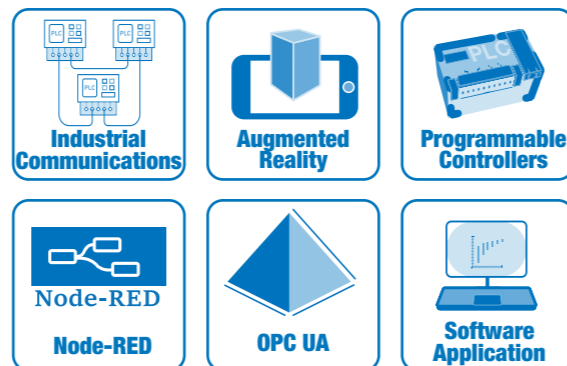 PLC
PLC
PLC
Industrial
Communications
Augmented
Reality
PLC
Programmable
Controllers
Node-RED
Node-RED
OPC UA
Software
Application